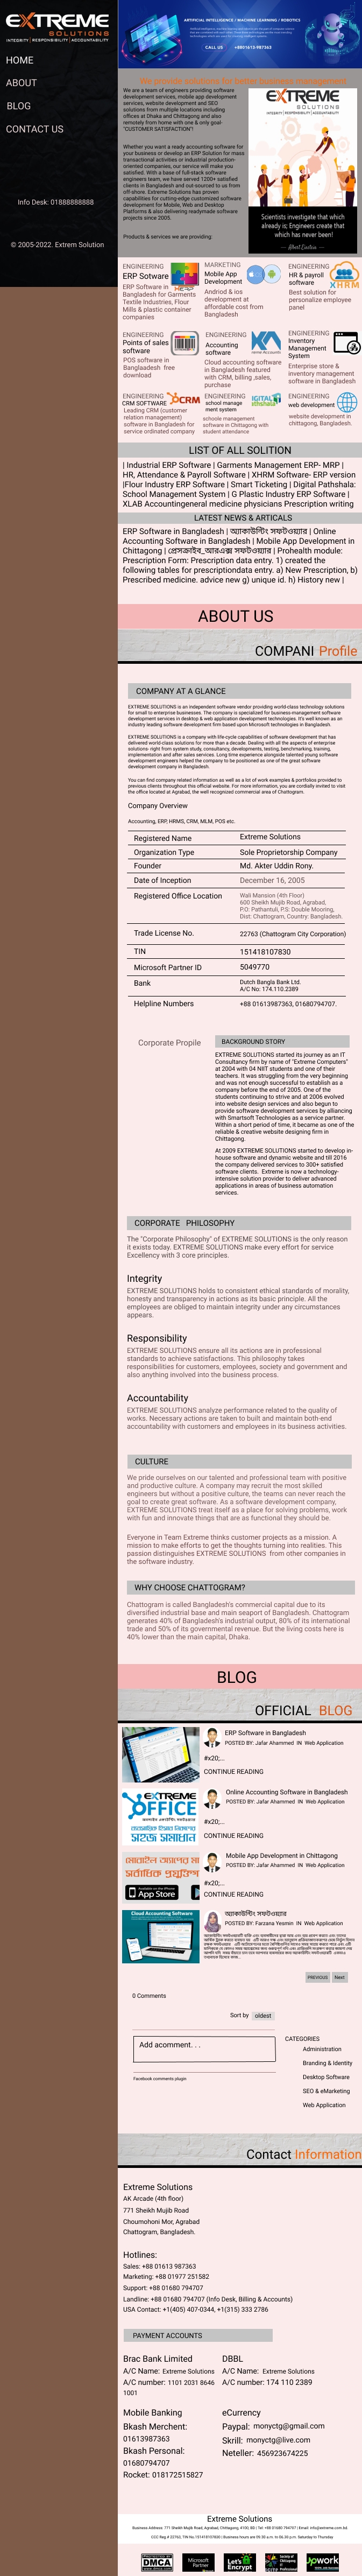 EXTREME
SOLUTIONS
INTEGRITY | RESPONSIBILITY | ACCOUNTABILITY
HOME
ABOUT
BLOG
CONTACT US
Info Desk: 01888888888
© 2005-2022. Extrem Solution
ARTIFICIAL INTELLIGENCE / MACHINE LEARNING / ROBOTICS
CALL US +8801613-987363
We provide solutions for better business management
We are a team of engineers providing software
development services, mobile app development
services, website development and SEO
solutions from multiple locations including
offices at Dhaka and Chittagong and also
remotely from home with one & only goal-
"CUSTOMER SATISFACTION"!
Whether you want a ready accounting software for
your business or develop an ERP Solution for mass
transactional activities or industrial production-
oriented corporations, our service will make you
satisfied. With a base of full-stack software
engineering team, we have served 1200+ satisfied
clients in Bangladesh and out-sourced to us from
off-shore. Extreme Solutions has proven
capabilities for cutting-edge customized software
development for Mobile, Web and Desktop
Platforms & also delivering readymade software
projects since 2005.
Products & services we are providing:
EXTREME
SOLUTIONS
Scientists investigate that which
already is; Engineers create that
which has never been!
— Albert Einstein —
ENGINEERING
ERP Sotware
ERP Software in
Bangladesh for Garments
Textile Industries, Flour
Mills & plastic container
companies
MARKETING
Mobile App
Development
Andriod & ios
development at
affordable cost from
Bangladesh
ENGINEERING
HR & payroll
software
XHRM
Best solution for
personalize employee
panel
ENGINEERING
Points of sales
software
POS software in
Banglaadesh free
download
ENGINEERING
Accounting
software
Cloud accounting software
in Bangladesh featured
with CRM, billing ,sales,
purchase
ENGINEERING
Inventory
Management
System
Enterprise store &
inventory management
software in Bangladesh
ENGINEERING
CRM SOFTWARE
CRM
Leading CRM (customer
relation management)
software in Bangladesh for
service ordinated company
ENGINEERING
School manage
ment system
schoole management
software in Chittagong with
student attendance
ENGINEERING
web development
website development in
chittagong, Bangladesh.
LIST OF ALL SOLITION
| Industrial ERP Software | Garments Management ERP- MRP |
HR, Attendance & Payroll Software | XHRM Software- ERP version
|Flour Industry ERP Software | Smart Ticketing | Digital Pathshala:
School Management System | G Plastic Industry ERP Software |
XLAB Accountingeneral medicine physicians Prescription writing
LATEST NEWS & ARTICALS
ERP Software in Bangladesh | অ্যাকাউন্টিং সফটওয়্যার | Online
Accounting Software in Bangladesh | Mobile App Development in
Chittagong | প্রেসক্রাইব_আরএক্স সফটওয়্যার | Prohealth module:
Prescription Form: Prescription data entry. 1) created the
following tables for prescriptiondata entry. a) New Prescription, b)
Prescribed medicine. advice new g) unique id. h) History new |
ABOUT US
COMPANI Profile
COMPANY AT A GLANCE
EXTREME SOLUTIONS is an independent software vendor providing world-class technology solutions
for small to enterprise businesses. The company is specialized for business-management software
development services in desktop & web application development technologies. It's well known as an
industry leading software development firm based upon Microsoft technologies in Bangladesh.
EXTREME SOLUTIONS is a company with life-cycle capabilities of software development that has
delivered world-class solutions for more than a decade. Dealing with all the aspects of enterprise
solutions- right from system study, consultancy, developments, testing, benchmarking, training,
implementation and after sales services. Long time experience alongside talented young software
development engineers helped the company to be positioned as one of the great software
development company in Bangladesh.
You can find company-related information as well as a lot of work examples & portfolios provided to
previous clients throughout this official website. For more information, you are cordially invited to visit
the office located at Agrabad, the well recognized commercial area of Chattogram.
Company Overview
Accounting, ERP, HRMS, CRM, MLM, POS etc.
Registered Name Extreme Solutions
Organization Type Sole Proprietorship Company
Founder Md. Akter Uddin Rony.
Date of Inception December 16, 2005
Registered Office Location Wali Mansion (4th Floor)
600 Sheikh Mujib Road, Agrabad,
P.O: Pathantuli, P.S: Double Mooring,
Dist: Chattogram, Country: Bangladesh.
Trade License No. 22763 (Chattogram City Corporation)
TIN 151418107830
Microsoft Partner ID 5049770
Bank Dutch Bangla Bank Ltd.
A/C No: 174.110.2389
Helpline Numbers +88 01613987363, 01680794707.
Corporate Propile
BACKGROUND STORY
EXTREME SOLUTIONS started its journey as an IT
Consultancy firm by name of "Extreme Computers"
at 2004 with 04 NIIT students and one of their
teachers. It was struggling from the very beginning
and was not enough successful to establish as a
company before the end of 2005. One of the
students continuing to strive and at 2006 evolved
into website design services and also begun to
provide software development services by alliancing
with Smartsoft Technologies as a service partner.
Within a short period of time, it became as one of the
reliable & creative website designing firm in
Chittagong.
At 2009 EXTREME SOLUTIONS started to develop in-
house software and dynamic website and till 2016
the company delivered services to 300+ satisfied
software clients. Extreme is now a technology-
intensive solution provider to deliver advanced
applications in areas of business automation
services.
CORPORATE PHILOSOPHY
The "Corporate Philosophy" of EXTREME SOLUTIONS is the only reason
it exists today. EXTREME SOLUTIONS make every effort for service
Excellency with 3 core principles.
Integrity
EXTREME SOLUTIONS holds to consistent ethical standards of morality,
honesty and transparency in actions as its basic principle. All the
employees are obliged to maintain integrity under any circumstances
appears.
Responsibility
EXTREME SOLUTIONS ensure all its actions are in professional
standards to achieve satisfactions. This philosophy takes
responsibilities for customers, employees, society and government and
also anything involved into the business process.
Accountability
EXTREME SOLUTIONS analyze performance related to the quality of
works. Necessary actions are taken to built and maintain both-end
accountability with customers and employees in its business activities.
CULTURE
We pride ourselves on our talented and professional team with positive
and productive culture. A company may recruit the most skilled
engineers but without a positive culture, the teams can never reach the
goal to create great software. As a software development company,
EXTREME SOLUTIONS treat itself as a place for solving problems, work
with fun and innovate things that are as functional they should be.
Everyone in Team Extreme thinks customer projects as a mission. A
mission to make efforts to get the thoughts turning into realities. This
passion distinguishes EXTREME SOLUTIONS from other companies in
the software industry.
WHY CHOOSE CHATTOGRAM?
Chattogram is called Bangladesh's commercial capital due to its
diversified industrial base and main seaport of Bangladesh. Chattogram
generates 40% of Bangladesh's industrial output, 80% of its international
trade and 50% of its governmental revenue. But the living costs here is
40% lower than the main capital, Dhaka.
BLOG
OFFICIAL BLOG
ERP Software in Bangladesh
POSTED BY: Jafar Ahammed IN Web Application
&#x20;...
CONTINUE READING
EXTREME
OFFICE
সহজ সমাধান
Online Accounting Software in Bangladesh
POSTED BY: Jafar Ahammed IN Web Application
&#x20;...
CONTINUE READING
App Store
Mobile App Development in Chittagong
POSTED BY: Jafar Ahammed IN Web Application
&#x20;...
CONTINUE READING
Cloud Accounting Software
অ্যাকাউন্টিং সফটওয়্যার
POSTED BY: Farzana Yesmin IN Web Application
PREVIOUS Next
0 Comments
Sort by oldest
Add acomment. . .
Facebook comments plugin
CATEGORIES
Administration
Branding & Identity
Desktop Software
SEO & eMarketing
Web Application
Contact Information
Extreme Solutions
AK Arcade (4th floor)
771 Sheikh Mujib Road
Choumohoni Mor, Agrabad
Chattogram, Bangladesh.
Hotlines:
Sales: +88 01613 987363
Marketing: +88 01977 251582
Support: +88 01680 794707
Landline: +88 01680 794707 (Info Desk, Billing & Accounts)
USA Contact: +1(405) 407-0344, +1(315) 333 2786
PAYMENT ACCOUNTS
Brac Bank Limited
A/C Name: Extreme Solutions
A/C number: 1101 2031 8646
1001
DBBL
A/C Name: Extreme Solutions
A/C number: 174 110 2389
Mobile Banking
Bkash Merchent:
01613987363
Bkash Personal:
01680794707
Rocket: 018172515827
eCurrency
Paypal: monyctg@gmail.com
Skrill: monyctg@live.com
Neteller: 456923674225
Extreme Solutions
Business Address: 771 Sheikh Mujib Road, Agrabad, Chittagong, 4100, BD | Tel: +88 01680 794707 | Email: info@extreme.com.bd.
CCC Reg.# 22763, TIN No.:151418107830 | Business hours are 09.30 a.m. to 06.30 p.m. Saturday to Thursday
DMCA
Microsoft
Partner
Let's
Encrypt
jowork